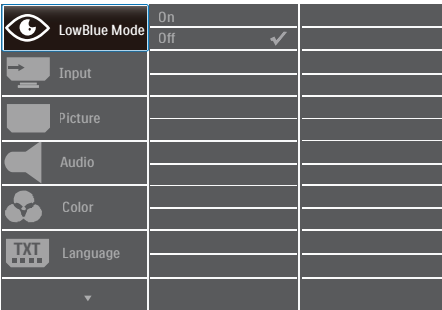 LowBlue Mode
On
Off
Input
Picture
Audio
Color
TXT
Language